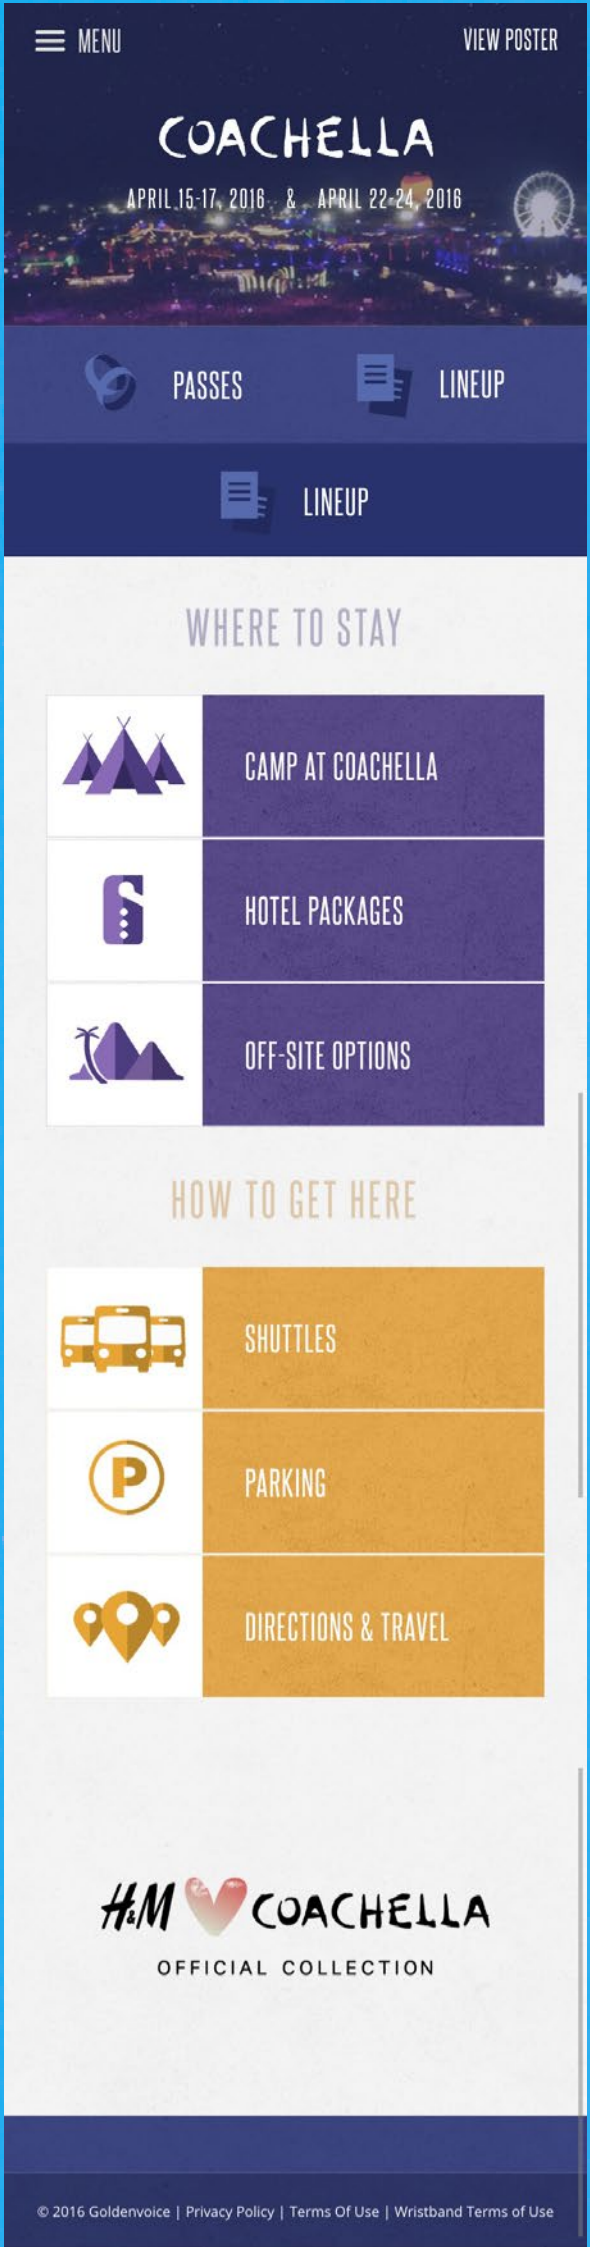 MENU
VIEW POSTER
COACHELLA
APRIL 15-17, 2016 & APRIL 22-24, 2016
PASSES
LINEUP
LINEUP
WHERE TO STAY
CAMP AT COACHELLA
HOTEL PACKAGES
OFF-SITE OPTIONS
HOW TO GET HERE
SHUTTLES
P
PARKING
DIRECTIONS & TRAVEL
H&M COACHELLA
OFFICIAL COLLECTION
© 2016 Goldenvoice | Privacy Policy | Terms Of Use | Wristband Terms of Use